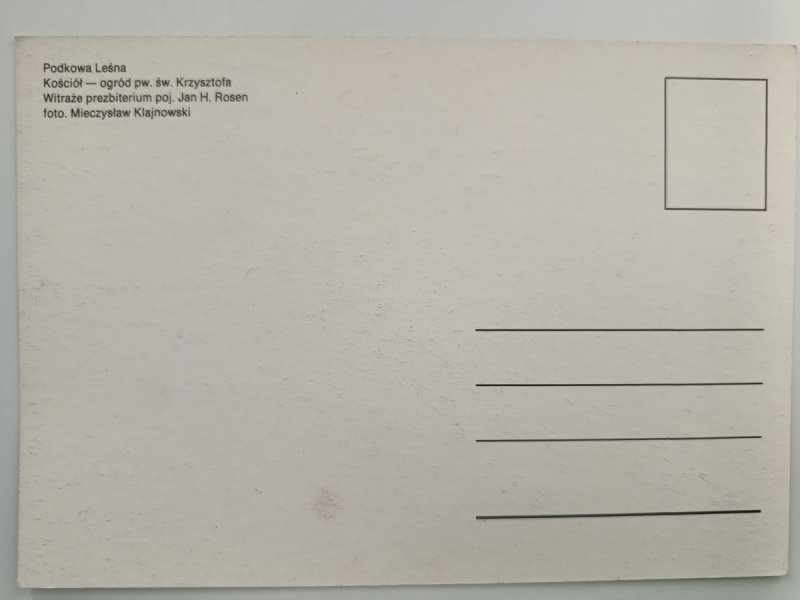 Podkowa Leśna
Kościół — ogród pw. św. Krzysztofa
Witraże prezbiterium poj. Jan H. Rosen
foto. Mieczysław Klajnowski